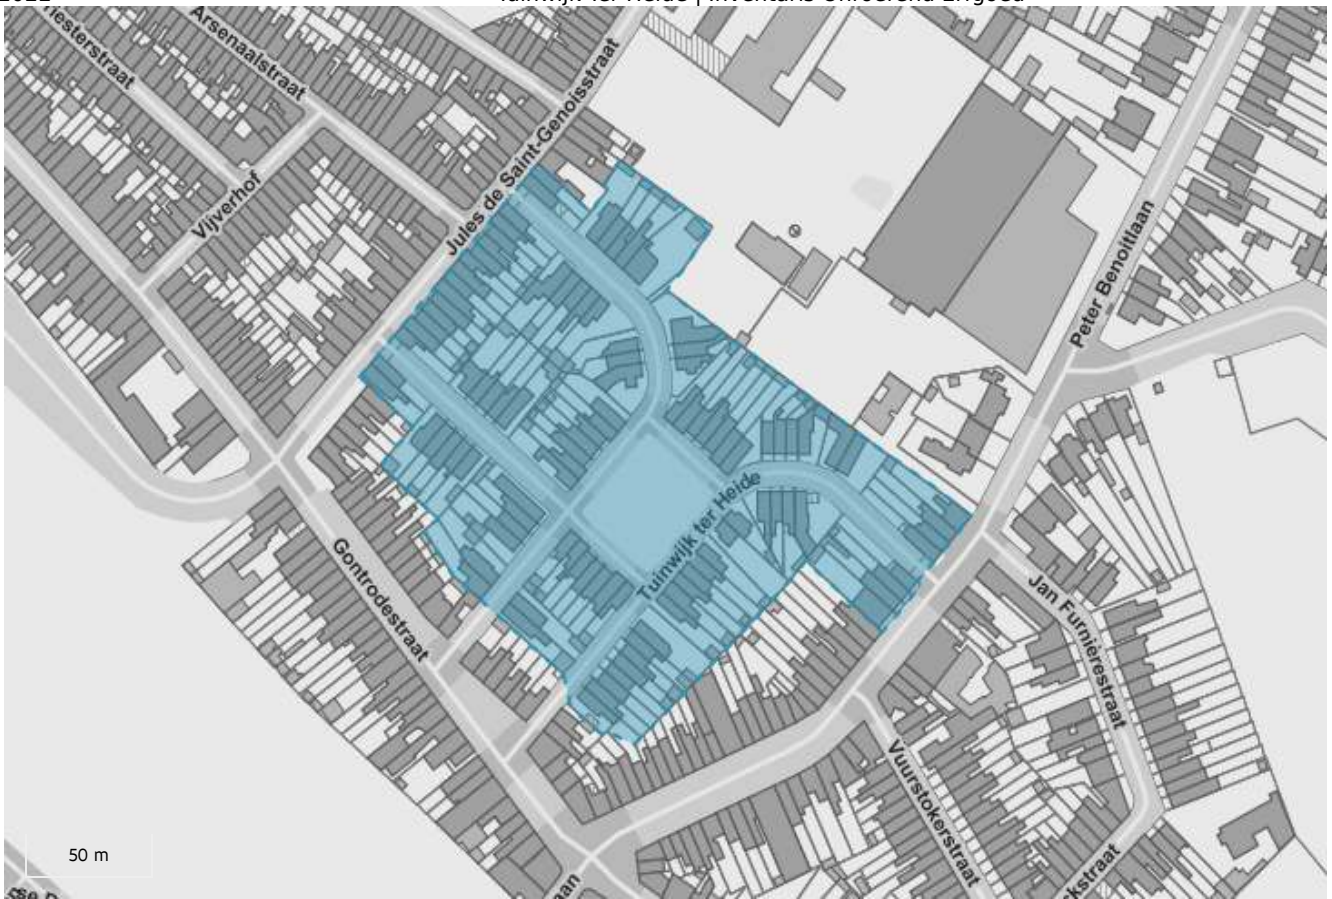 Tuinwijk ter Heide | Inventaris Onroerend Erfgoed
Arsenaalstraat
Jules de Saint-Genoisstraat
Vijverhof
Peter Benoitlaan
Tuinwijk ter Heide
Gontrodestraat
Jan Furnièrestraat
Vuurstokerstraat
50 m